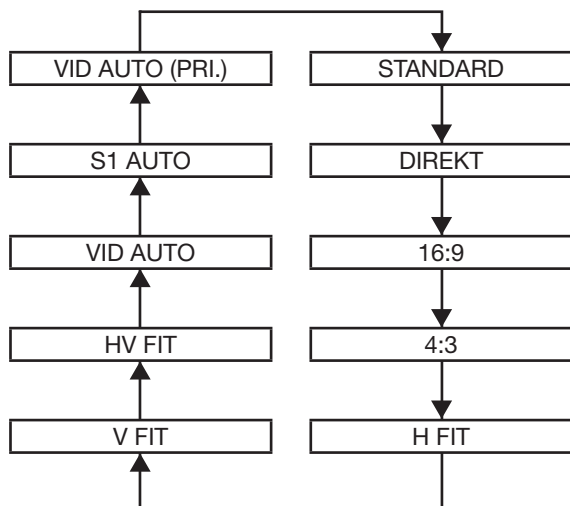 VID AUTO (PRI.)
STANDARD
S1 AUTO
DIREKT
VID AUTO
16:9
HV FIT
4:3
V FIT
H FIT